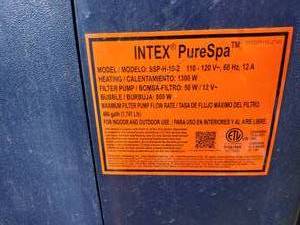 INTEX® PureSpa™
MODEL / MODELO: SSP-H-10-2 110 - 120 V~, 60 Hz, 12 A
HEATING / CALENTAMIENTO: 1300 W
FILTER PUMP / BOMBA-FILTRO: 50 W / 12 V~
BUBBLE / BURBUJA: 800 W
MAXIMUM FILTER PUMP FLOW RATE / TASA DE FLUJO MÁXIMO DEL FILTRO:
FOR INDOOR AND OUTDOOR USE / PARA USO EN INTERIORES Y AL AIRE LIBRE.
ETL